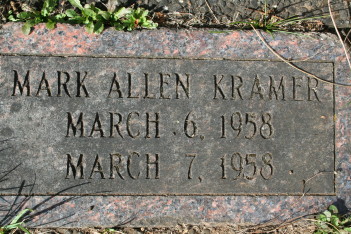 MARK ALLEN KRAMER
MARCH 6, 1958
MARCH 7, 1958